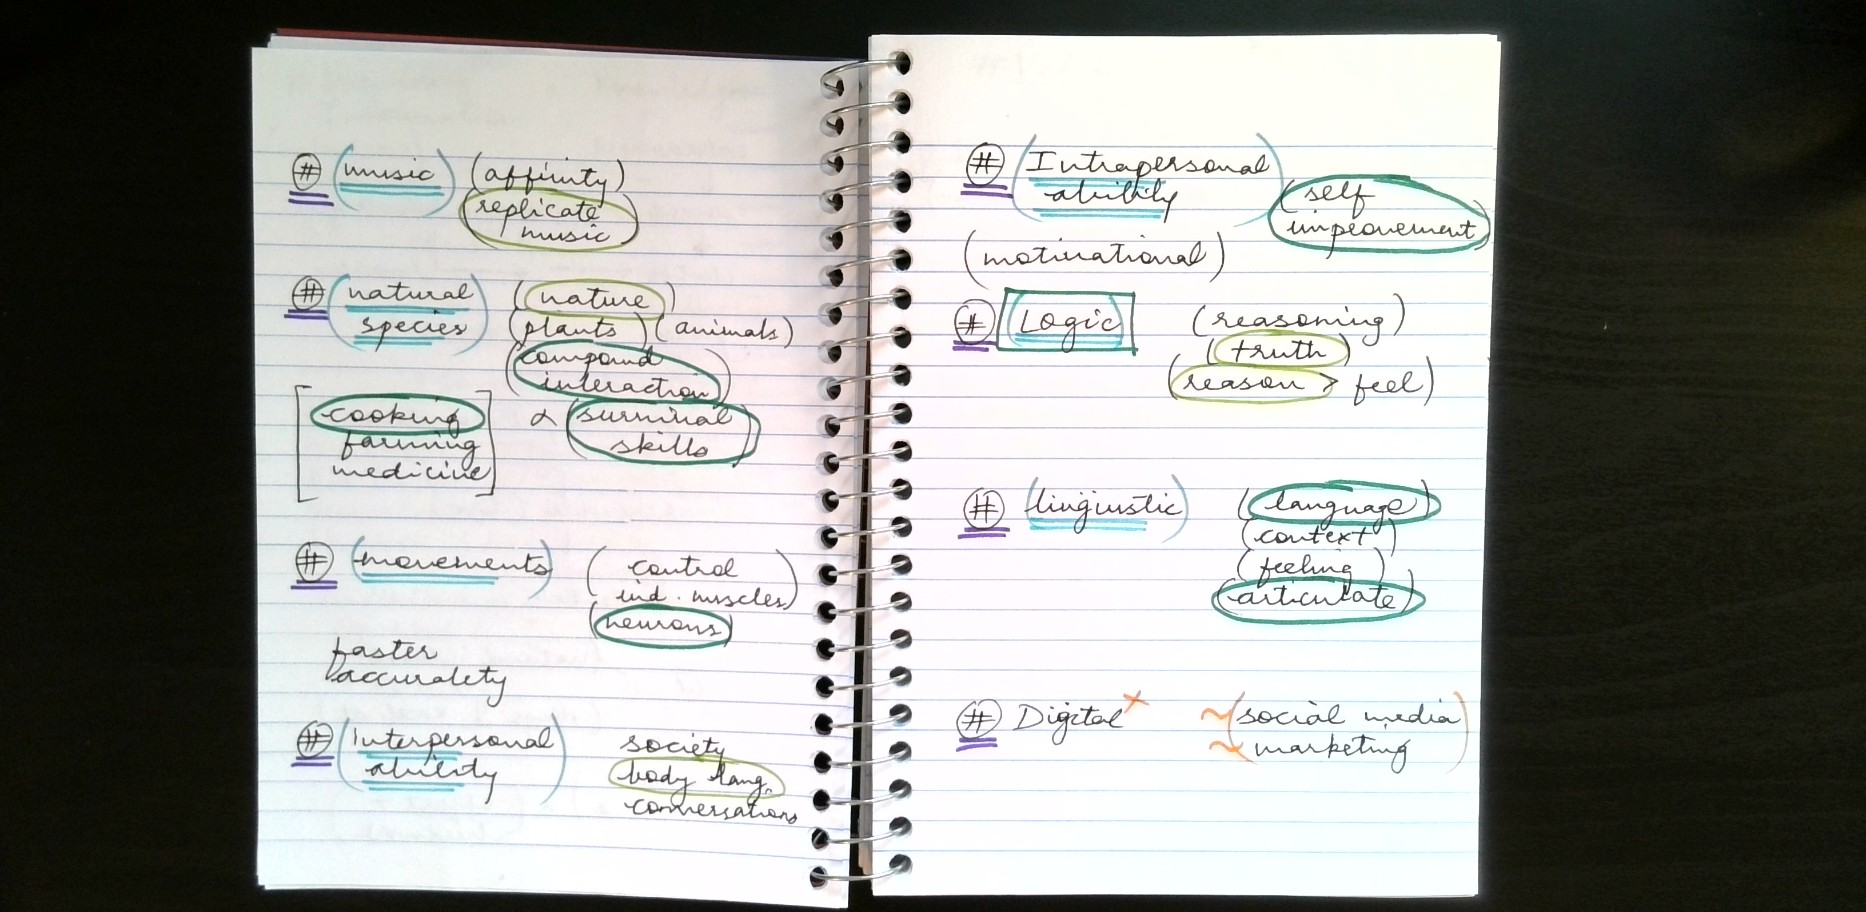 # (music) (affinity)
(replicate
music)
# (natural
species) (nature)
(plants) (animals)
(compound
interaction)
[cooking
farming
medicine] α (survival
skills)
# (movements) (control
ind. muscles)
(neurons)
faster
accuratety
# (Interpersonal
ability) society
body lang.
conversations
# (Intrapersonal
ability) (self
improvement)
(motivational)
# (Logic) (reasoning)
(truth)
(reason > feel)
# (linguistic) (language)
(context)
(feeling)
(articulate)
# Digital x ~(social media
~ marketing)